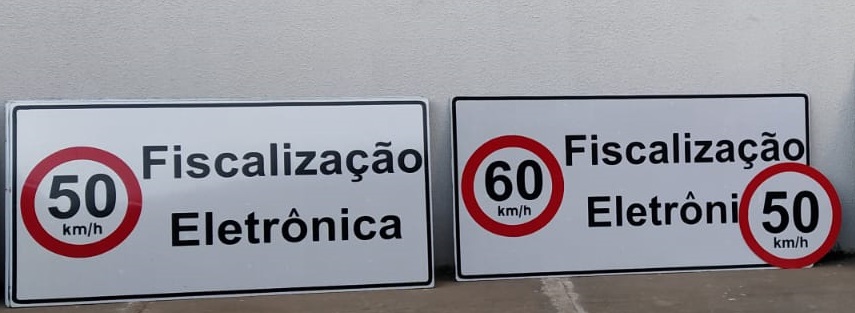 50
km/h
Fiscalização
Eletrônica
60
km/h
Fiscalização
Eletrôni
50
km/h